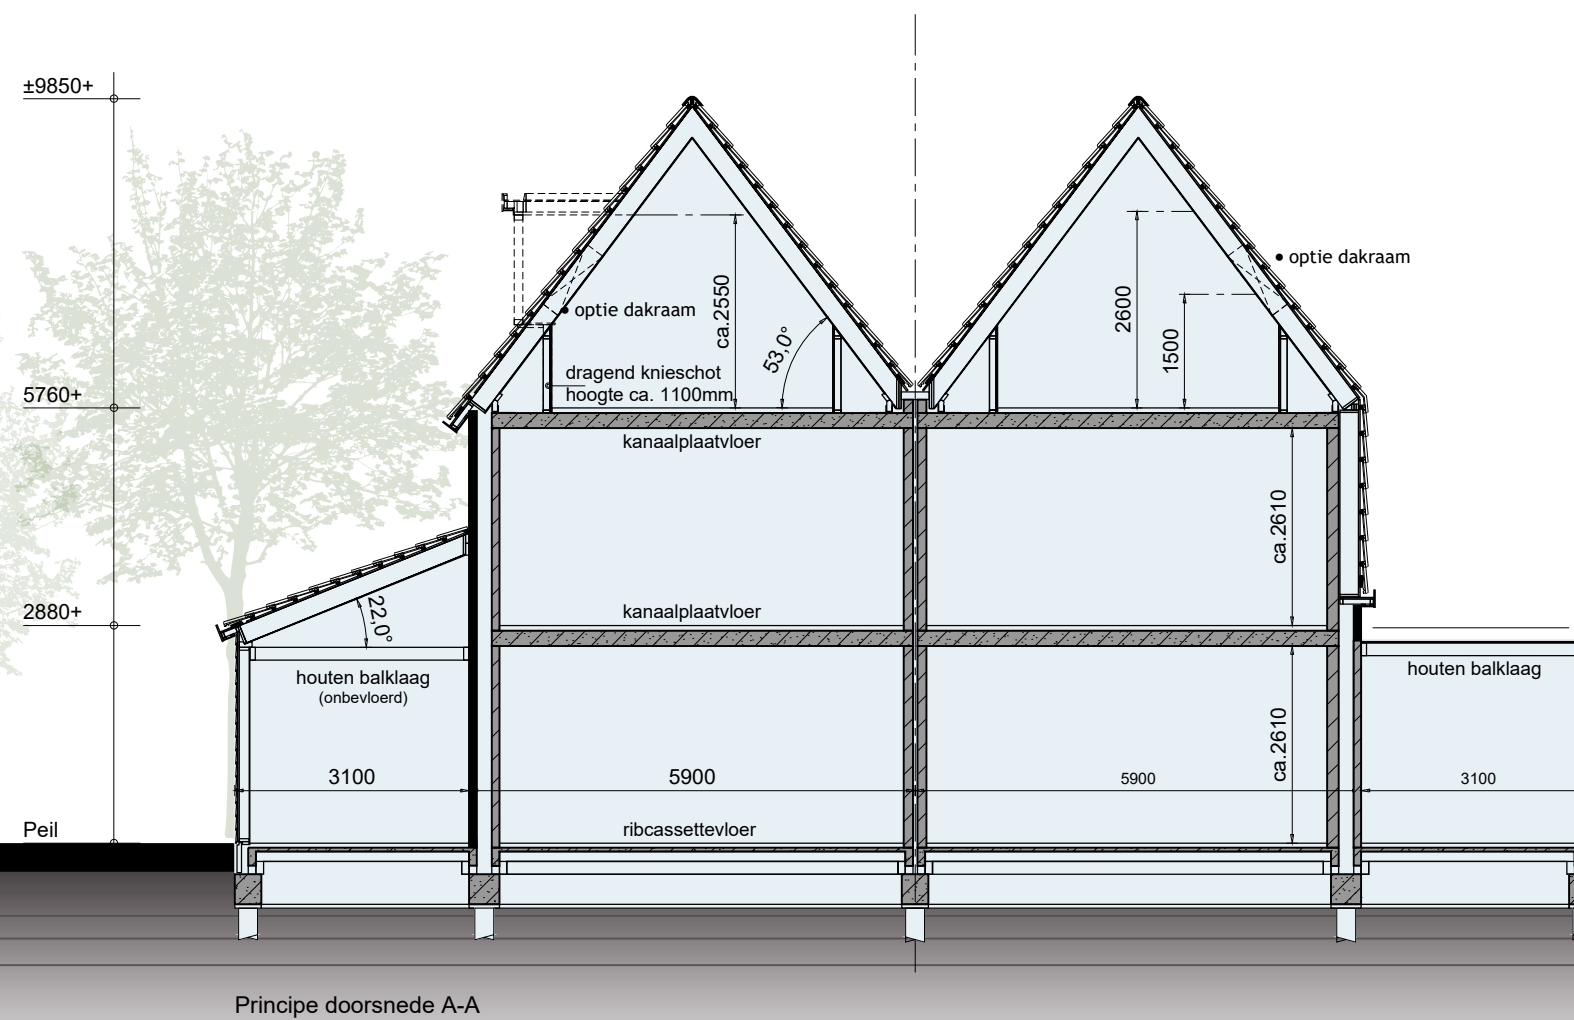 ±9850+
optie dakraam
ca.2550
2600
optie dakraam
1500
53,0°
dragend knieschot
hoogte ca. 1100mm
5760+
kanaalplaatvloer
ca.2610
2880+
22,0°
kanaalplaatvloer
houten balklaag
(onbevloerd)
houten balklaag
ca.2610
3100
5900
5900
3100
Peil
ribcassettevloer
Principe doorsnede A-A